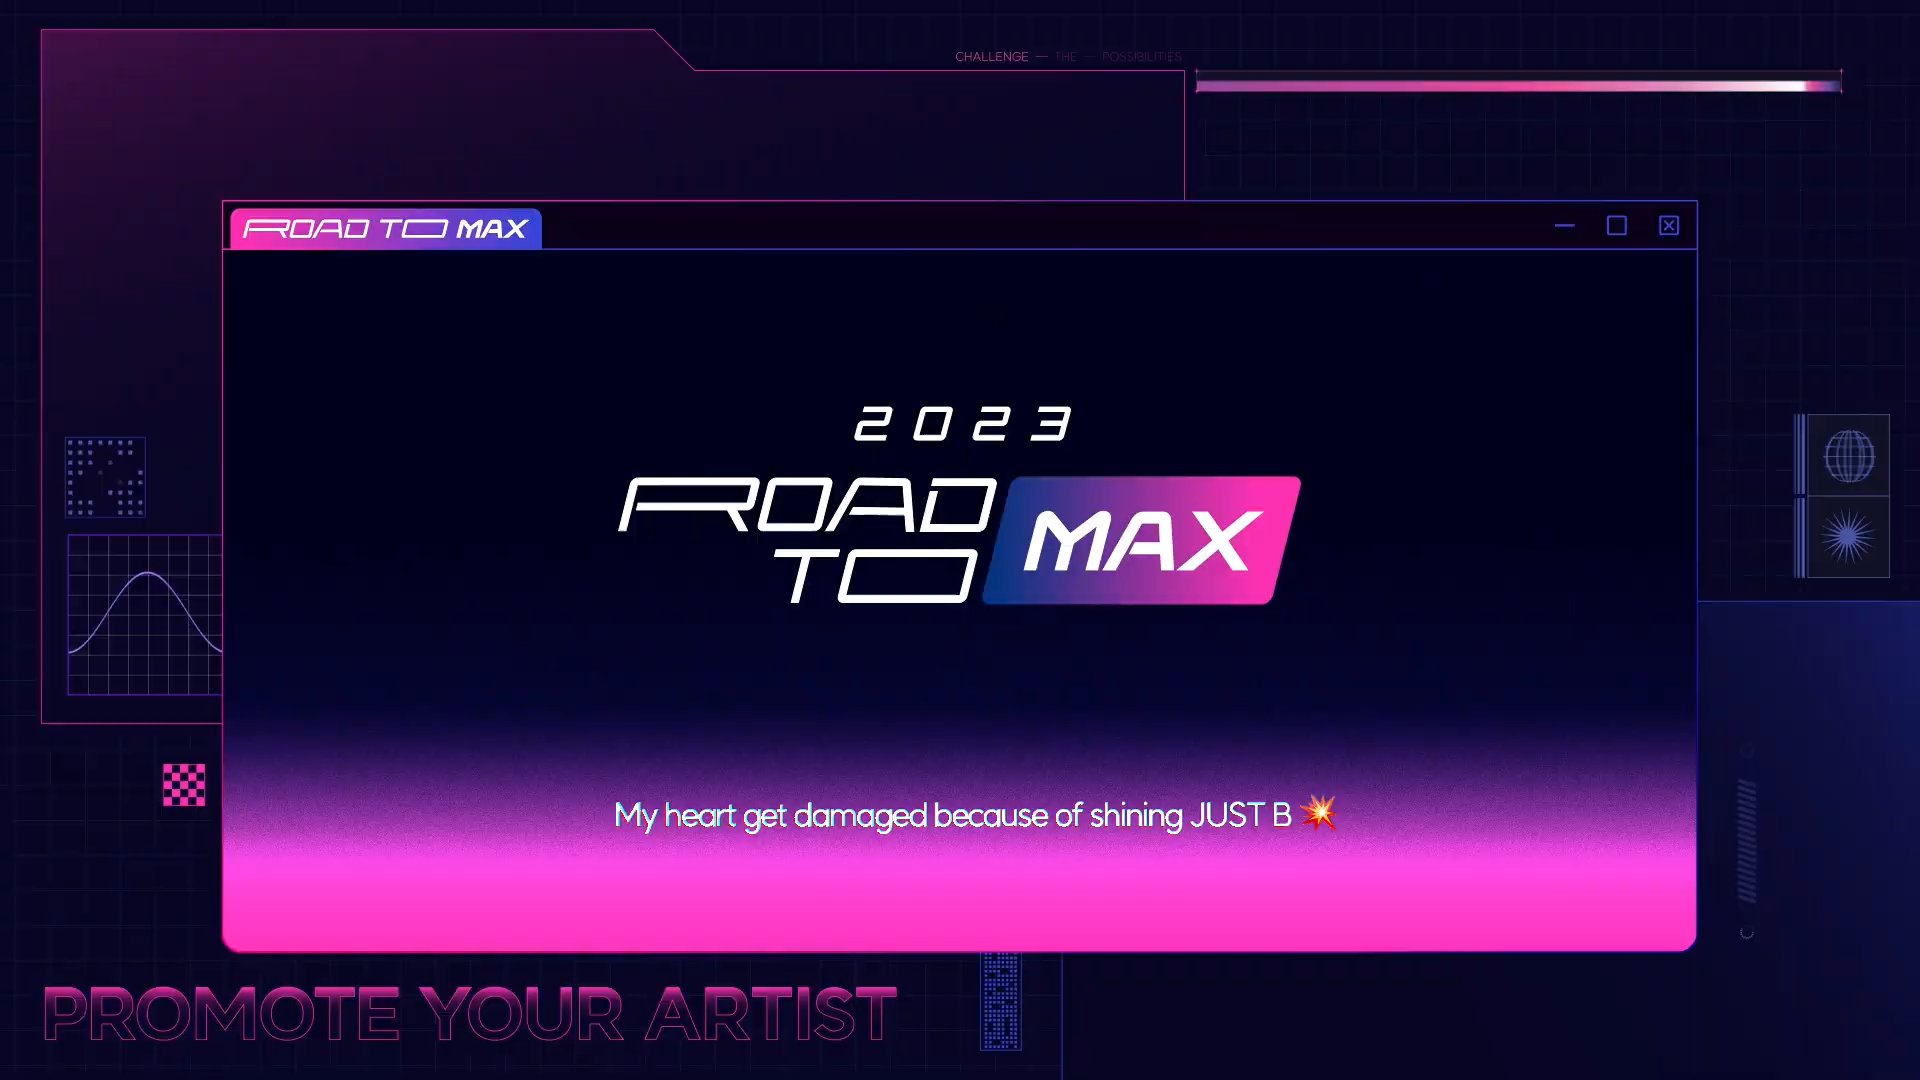 CHALLENGE — THE — POSSIBILITIES
ROAD TO MAX
2023
ROAD
TO
MAX
My heart get damaged because of shining JUST B 💥
PROMOTE YOUR ARTIST